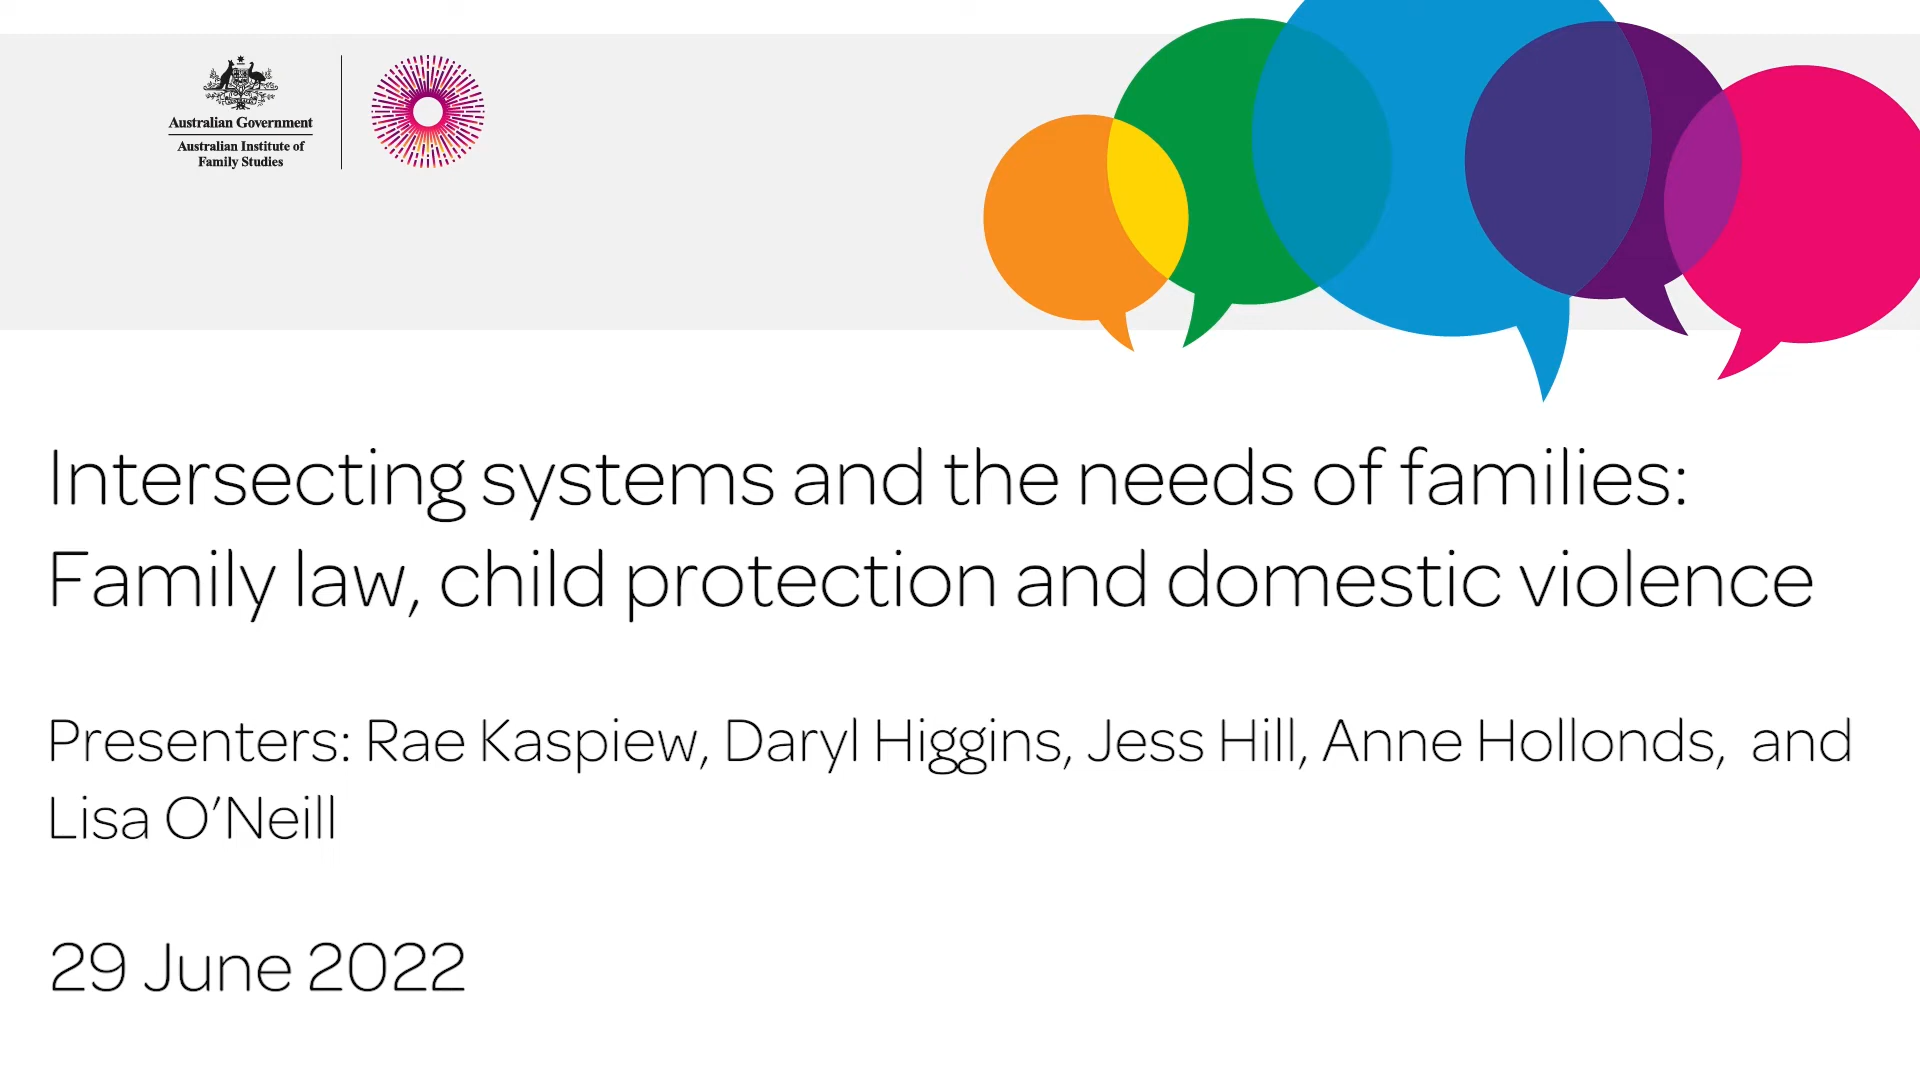 Australian Government
Australian Institute of
Family Studies
Intersecting systems and the needs of families:
Family law, child protection and domestic violence
Presenters: Rae Kaspiew, Daryl Higgins, Jess Hill, Anne Hollonds, and
Lisa O’Neill
29 June 2022